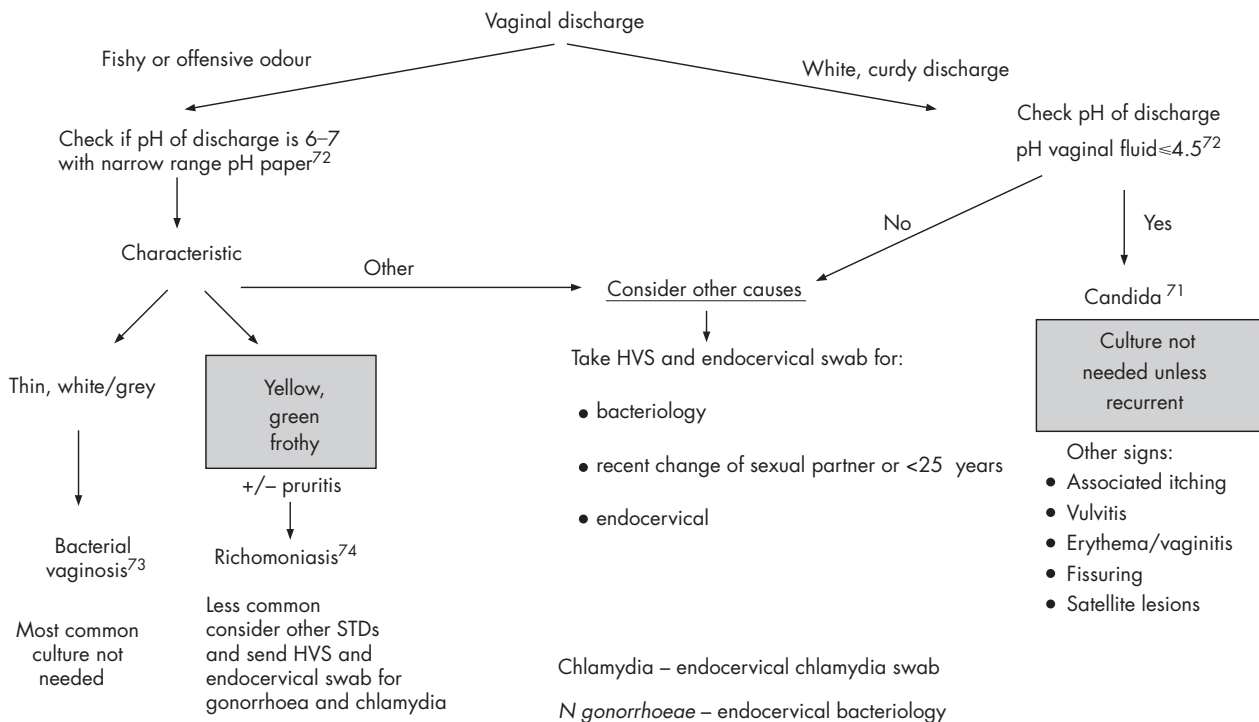 Vaginal discharge
Fishy or offensive odour
White, curdy discharge
Check if pH of discharge is 6–7
with narrow range pH paper72
Check pH of discharge
pH vaginal fluid⩽4.572
No
Yes
Characteristic
Other
Consider other causes
Candida 71
Culture not
needed unless
recurrent
Thin, white/grey
Yellow,
green
frothy
+/– pruritis
Take HVS and endocervical swab for:
● bacteriology
● recent change of sexual partner or <25 years
● endocervical
Other signs:
● Associated itching
● Vulvitis
● Erythema/vaginitis
● Fissuring
● Satellite lesions
Bacterial
vaginosis73
Most common
culture not
needed
Richomoniasis74
Less common
consider other STDs
and send HVS and
endocervical swab for
gonorrhoea and chlamydia
Chlamydia – endocervical chlamydia swab
N gonorrhoeae – endocervical bacteriology